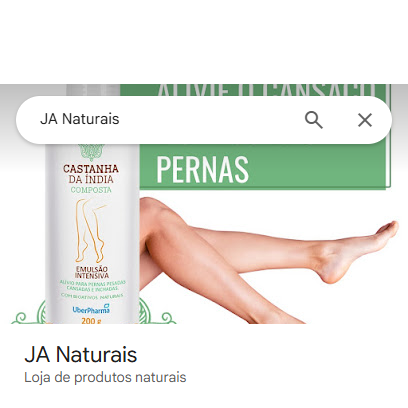 ALIVIE O CANSAÇO
JA Naturais
PERNAS
CASTANHA
DA ÍNDIA
COMPOSTA
EMULSÃO
INTENSIVA
ALÍVIO PARA PERNAS PESADAS
CANSADAS E INCHADAS.
COM BIOATIVOS NATURAIS
UberPharma
200 g
JA Naturais
Loja de produtos naturais